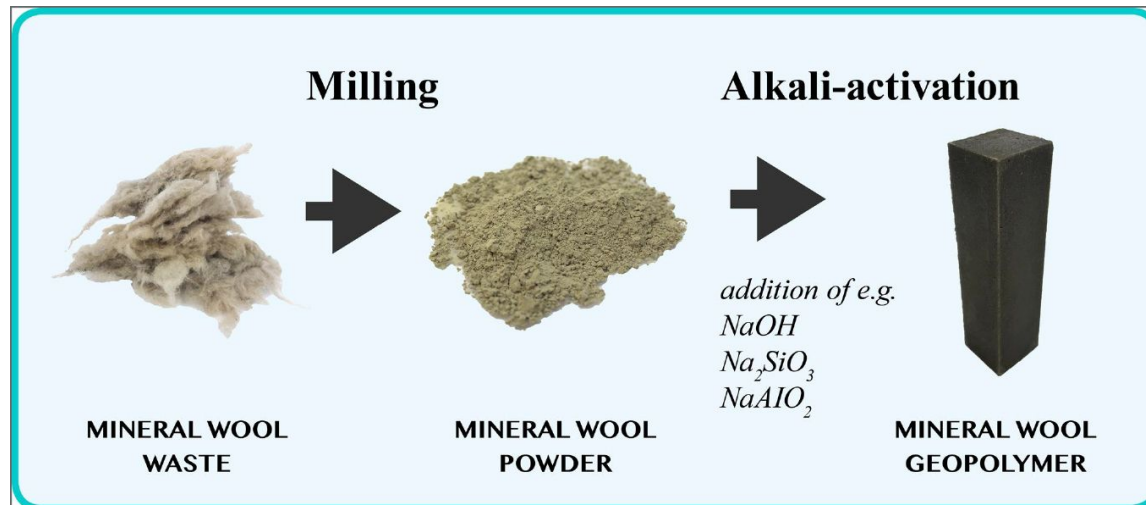 Milling
Alkali-activation
addition of e.g.
NaOH
Na₂SiO₃
NaAlO₂
MINERAL WOOL
WASTE
MINERAL WOOL
POWDER
MINERAL WOOL
GEOPOLYMER